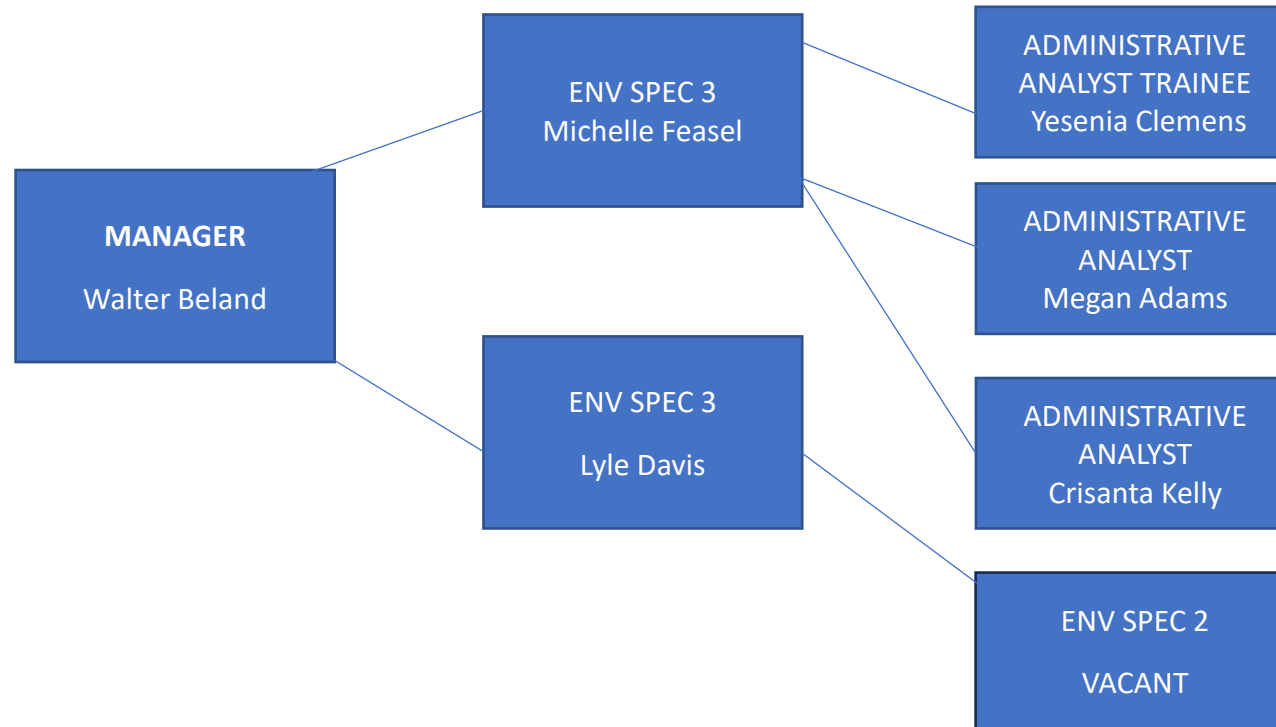 MANAGER
Walter Beland
ENV SPEC 3
Michelle Feasel
ENV SPEC 3
Lyle Davis
ADMINISTRATIVE
ANALYST TRAINEE
Yesenia Clemens
ADMINISTRATIVE
ANALYST
Megan Adams
ADMINISTRATIVE
ANALYST
Crisanta Kelly
ENV SPEC 2
VACANT